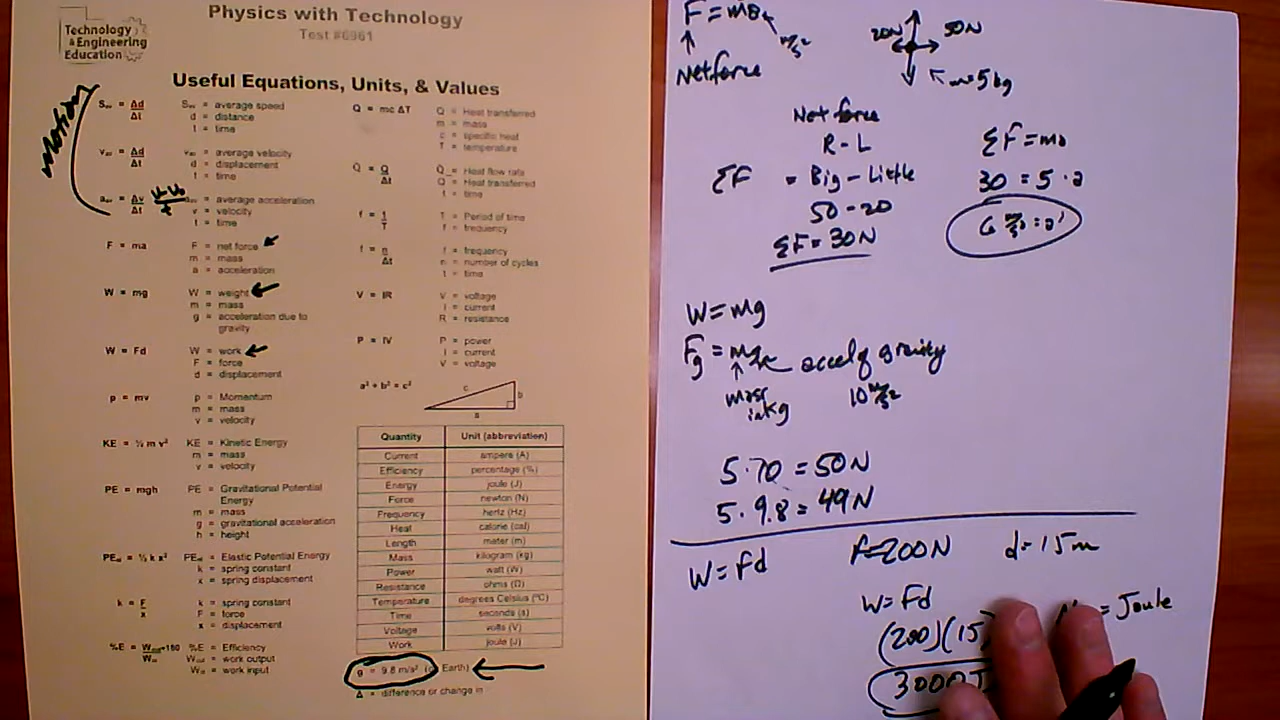 Technology
&Engineering
Education
Physics with Technology
Test #6961
Useful Equations, Units, & Values
Motion
Sav = Δd
Δt
Sav = average speed
d = distance
t = time
vav = Δd
Δt
vav = average velocity
d = displacement
t = time
aav = Δv
Δt
aav = average acceleration
v = velocity
t = time
F = ma
F = net force
m = mass
a = acceleration
W = mg
W = weight
m = mass
g = acceleration due to
gravity
W = Fd
W = work
F = force
d = displacement
p = mv
p = Momentum
m = mass
v = velocity
KE = ½ m v²
KE = Kinetic Energy
m = mass
v = velocity
PE = mgh
PE = Gravitational Potential
Energy
m = mass
g = gravitational acceleration
h = height
PEel = ½ k x²
PEel = Elastic Potential Energy
k = spring constant
x = spring displacement
k = F
x
k = spring constant
F = force
x = displacement
%E = Wout*100
Win
%E = Efficiency
Wout = work output
Win = work input
Q = mc ΔT
Q = Heat transferred
m = mass
c = specific heat
T = temperature
Q = Q
Δt
Q = Heat flow rate
Q = Heat transferred
t = time
f = 1
T
T = Period of time
f = frequency
f = n
Δt
f = frequency
n = number of cycles
t = time
V = IR
V = voltage
I = current
R = resistance
P = IV
P = power
I = current
V = voltage
a² + b² = c²
c
b
a
Quantity Unit (abbreviation)
Current ampere (A)
Efficiency percentage (%)
Energy joule (J)
Force newton (N)
Frequency hertz (Hz)
Heat calorie (cal)
Length meter (m)
Mass kilogram (kg)
Power watt (W)
Resistance ohms (Ω)
Temperature degrees Celsius (°C)
Time seconds (s)
Voltage volts (V)
Work joule (J)
g = 9.8 m/s² Earth)
Δ = difference or change in
F = ma
m/s²
Net force
20N 50N
m=5kg
Net force
R - L
ΣF = Big - Little
50 - 20
ΣF = 30N
ΣF = ma
30 = 5 · a
6 m/s² = a
W = mg
Fg = mg accel of gravity
mass
in kg
10 m/s²
5·10 = 50N
5·9.8 = 49N
W = Fd
F=200N
d=15m
W= Fd
= Joule
(200)(15)
3000J